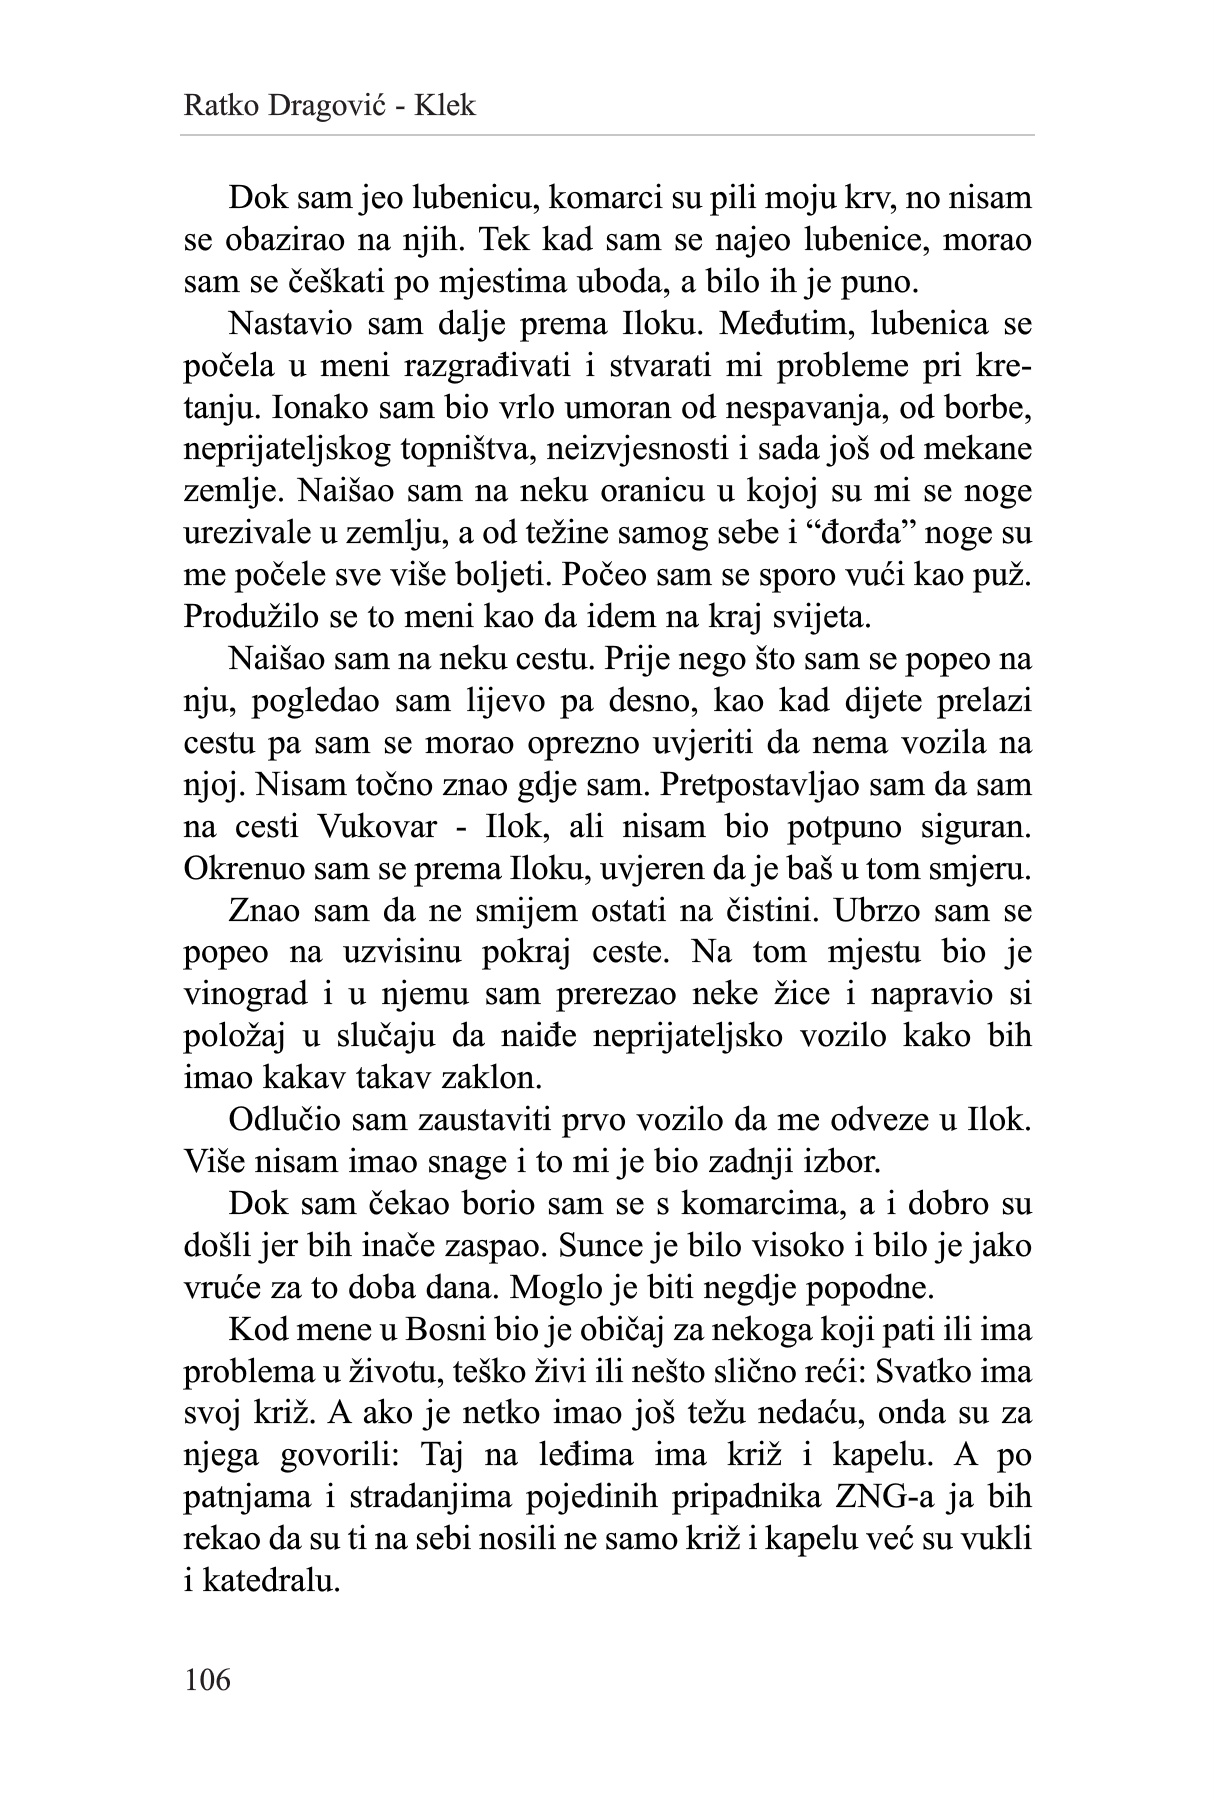 Ratko Dragović - Klek
Dok sam jeo lubenicu, komarci su pili moju krv, no nisam
se obazirao na njih. Tek kad sam se najeo lubenice, morao
sam se češkati po mjestima uboda, a bilo ih je puno.
Nastavio sam dalje prema Iloku. Međutim, lubenica se
počela u meni razgrađivati i stvarati mi probleme pri kre-
tanju. Ionako sam bio vrlo umoran od nespavanja, od borbe,
neprijateljskog topništva, neizvjesnosti i sada još od mekane
zemlje. Naišao sam na neku oranicu u kojoj su mi se noge
urezivale u zemlju, a od težine samog sebe i “đorđa” noge su
me počele sve više boljeti. Počeo sam se sporo vući kao puž.
Produžilo se to meni kao da idem na kraj svijeta.
Naišao sam na neku cestu. Prije nego što sam se popeo na
nju, pogledao sam lijevo pa desno, kao kad dijete prelazi
cestu pa sam se morao oprezno uvjeriti da nema vozila na
njoj. Nisam točno znao gdje sam. Pretpostavljao sam da sam
na cesti Vukovar - Ilok, ali nisam bio potpuno siguran.
Okrenuo sam se prema Iloku, uvjeren da je baš u tom smjeru.
Znao sam da ne smijem ostati na čistini. Ubrzo sam se
popeo na uzvisinu pokraj ceste. Na tom mjestu bio je
vinograd i u njemu sam prerezao neke žice i napravio si
položaj u slučaju da naiđe neprijateljsko vozilo kako bih
imao kakav takav zaklon.
Odlučio sam zaustaviti prvo vozilo da me odveze u Ilok.
Više nisam imao snage i to mi je bio zadnji izbor.
Dok sam čekao borio sam se s komarcima, a i dobro su
došli jer bih inače zaspao. Sunce je bilo visoko i bilo je jako
vruće za to doba dana. Moglo je biti negdje popodne.
Kod mene u Bosni bio je običaj za nekoga koji pati ili ima
problema u životu, teško živi ili nešto slično reći: Svatko ima
svoj križ. A ako je netko imao još težu nedaću, onda su za
njega govorili: Taj na leđima ima križ i kapelu. A po
patnjama i stradanjima pojedinih pripadnika ZNG-a ja bih
rekao da su ti na sebi nosili ne samo križ i kapelu već su vukli
i katedralu.
106